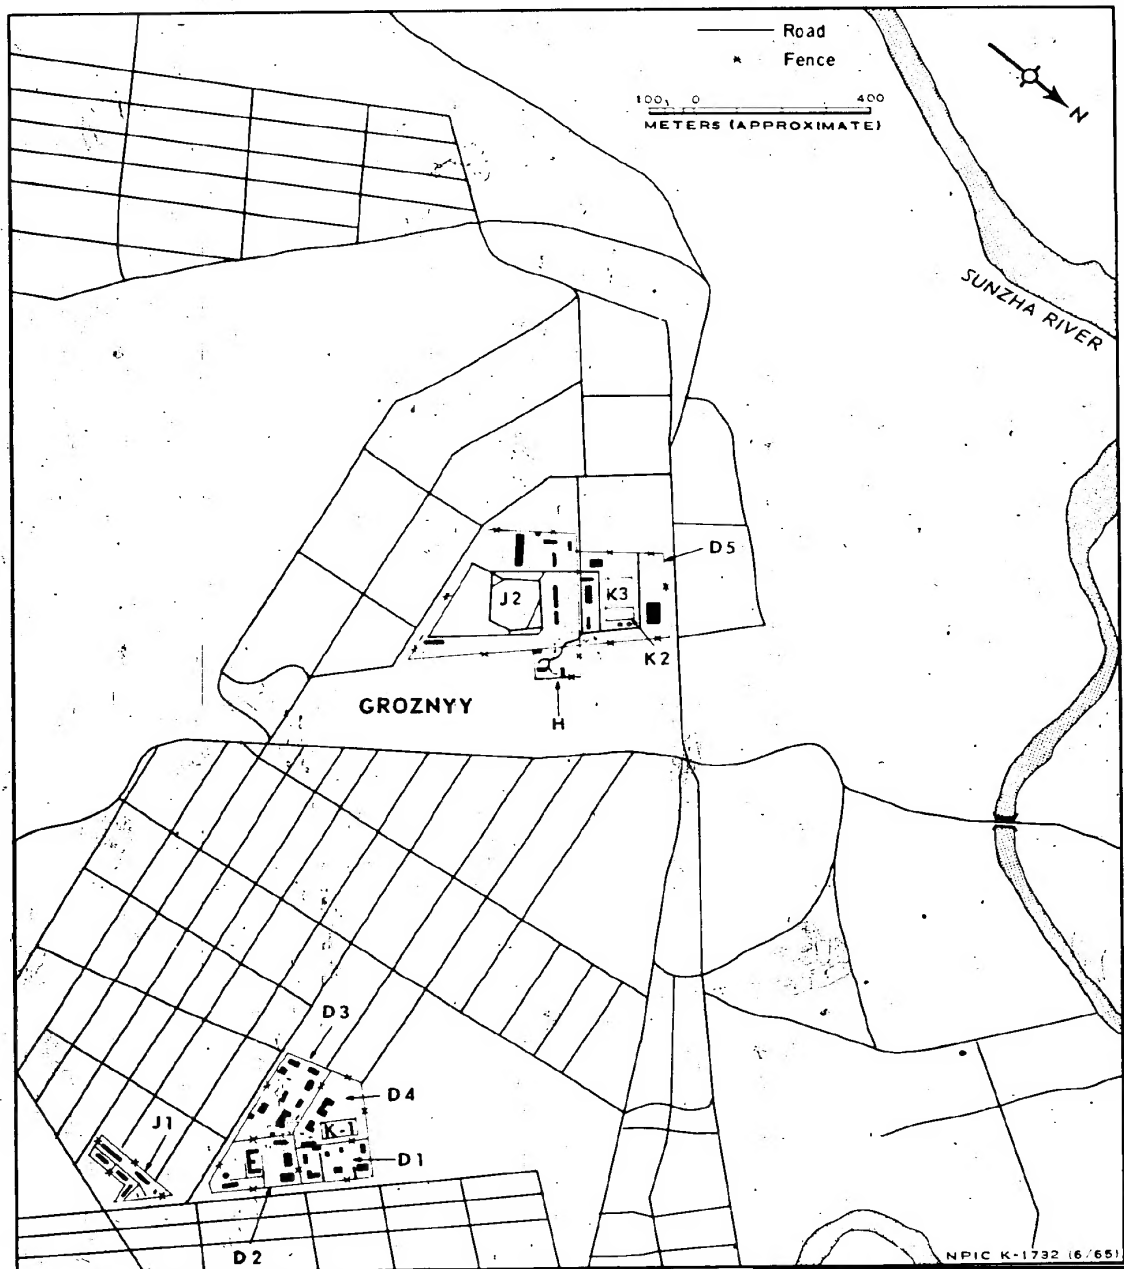 Road
Fence
N
100 0 400
METERS (APPROXIMATE)
SUNZHA RIVER
D5
J2
K3
K2
GROZNYY
H
D3
D4
J1
K-1
E
D1
D2
NPIC K-1732 (6/65)